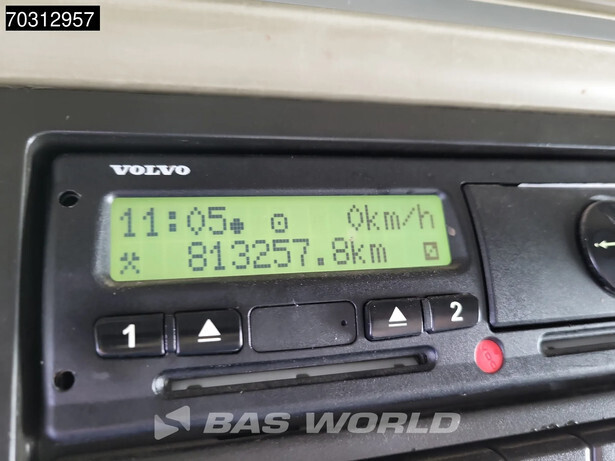 70312957
VOLVO
11:05 0km/h
813257.8km
1 2
BAS WORLD